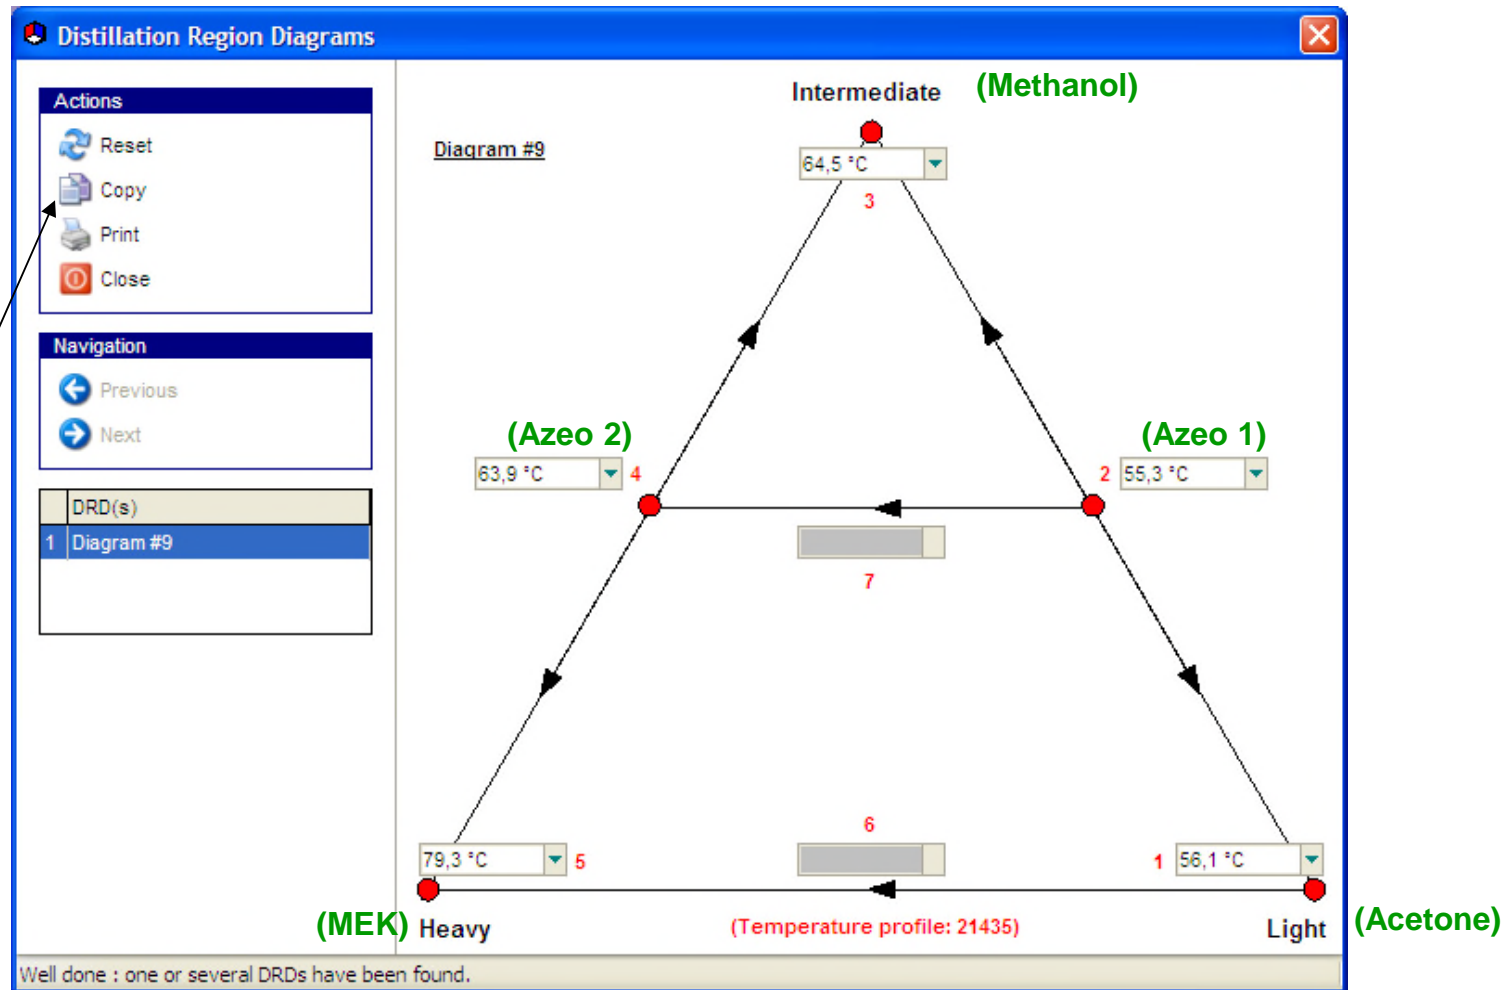 Distillation Region Diagrams
Actions
Reset
Copy
Print
Close
Navigation
Previous
Next
DRD(s)
1 Diagram #9
Diagram #9
Intermediate (Methanol)
64,5 °C
3
(Azeo 2)
63,9 °C 4
(Azeo 1)
2 55,3 °C
7
6
79,3 °C 5
1 56,1 °C
(MEK) Heavy
(Temperature profile: 21435)
Light (Acetone)
Well done : one or several DRDs have been found.